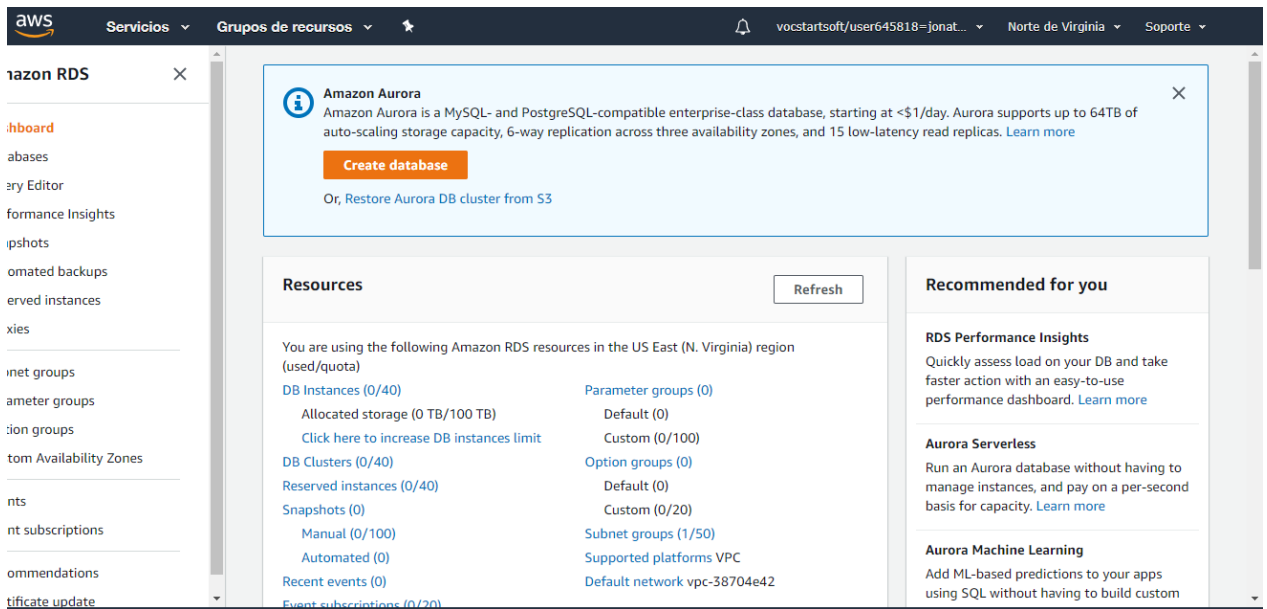 aws
Servicios
Grupos de recursos
vocstartsoft/user645818=jonat...
Norte de Virginia
Soporte
nazon RDS
shboard
abases
ery Editor
formance Insights
apshots
omated backups
erved instances
xies
net groups
ameter groups
tion groups
tom Availability Zones
nts
nt subscriptions
ommendations
tificate update
Amazon Aurora
Amazon Aurora is a MySQL- and PostgreSQL-compatible enterprise-class database, starting at <$1/day. Aurora supports up to 64TB of
auto-scaling storage capacity, 6-way replication across three availability zones, and 15 low-latency read replicas. Learn more
Create database
Or, Restore Aurora DB cluster from S3
Resources
Refresh
You are using the following Amazon RDS resources in the US East (N. Virginia) region
(used/quota)
DB Instances (0/40)
Allocated storage (0 TB/100 TB)
Click here to increase DB instances limit
DB Clusters (0/40)
Reserved instances (0/40)
Snapshots (0)
Manual (0/100)
Automated (0)
Recent events (0)
Event subscriptions (0/20)
Parameter groups (0)
Default (0)
Custom (0/100)
Option groups (0)
Default (0)
Custom (0/20)
Subnet groups (1/50)
Supported platforms VPC
Default network vpc-38704e42
Recommended for you
RDS Performance Insights
Quickly assess load on your DB and take
faster action with an easy-to-use
performance dashboard. Learn more
Aurora Serverless
Run an Aurora database without having to
manage instances, and pay on a per-second
basis for capacity. Learn more
Aurora Machine Learning
Add ML-based predictions to your apps
using SQL without having to build custom